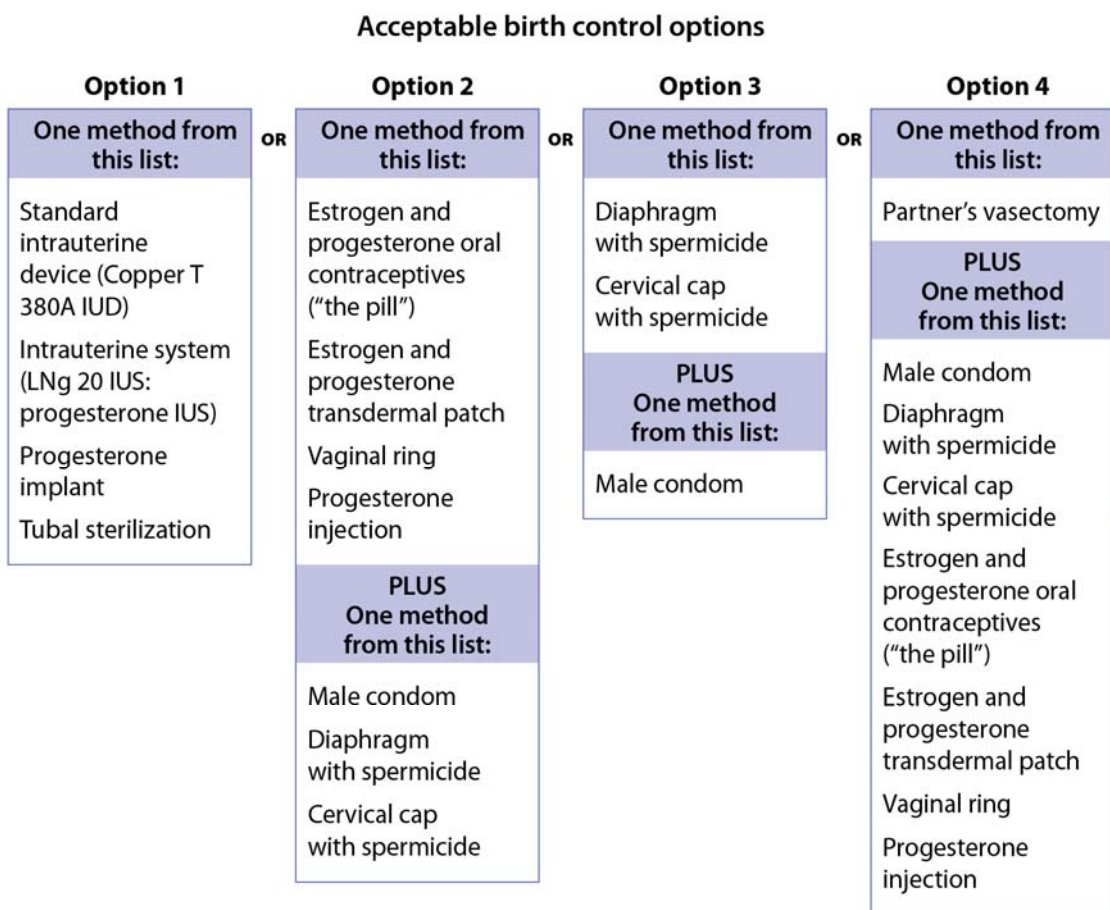 Acceptable birth control options
Option 1
One method from
this list:
Standard
intrauterine
device (Copper T
380A IUD)
Intrauterine system
(LNg 20 IUS:
progesterone IUS)
Progesterone
implant
Tubal sterilization
OR
Option 2
One method from
this list:
Estrogen and
progesterone oral
contraceptives
(“the pill”)
Estrogen and
progesterone
transdermal patch
Vaginal ring
Progesterone
injection
PLUS
One method
from this list:
Male condom
Diaphragm
with spermicide
Cervical cap
with spermicide
OR
Option 3
One method from
this list:
Diaphragm
with spermicide
Cervical cap
with spermicide
PLUS
One method
from this list:
Male condom
OR
Option 4
One method from
this list:
Partner’s vasectomy
PLUS
One method
from this list:
Male condom
Diaphragm
with spermicide
Cervical cap
with spermicide
Estrogen and
progesterone oral
contraceptives
(“the pill”)
Estrogen and
progesterone
transdermal patch
Vaginal ring
Progesterone
injection